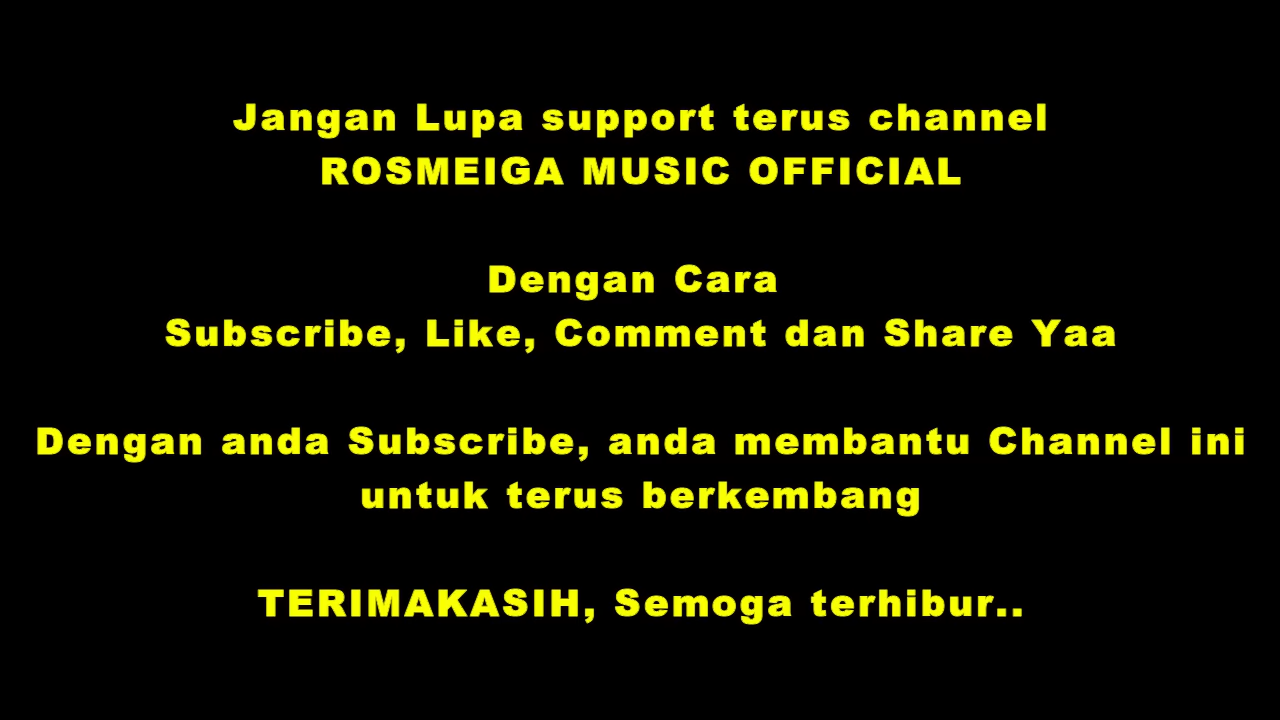 Jangan Lupa support terus channel
ROSMEIGA MUSIC OFFICIAL
Dengan Cara
Subscribe, Like, Comment dan Share Yaa
Dengan anda Subscribe, anda membantu Channel ini
untuk terus berkembang
TERIMAKASIH, Semoga terhibur..